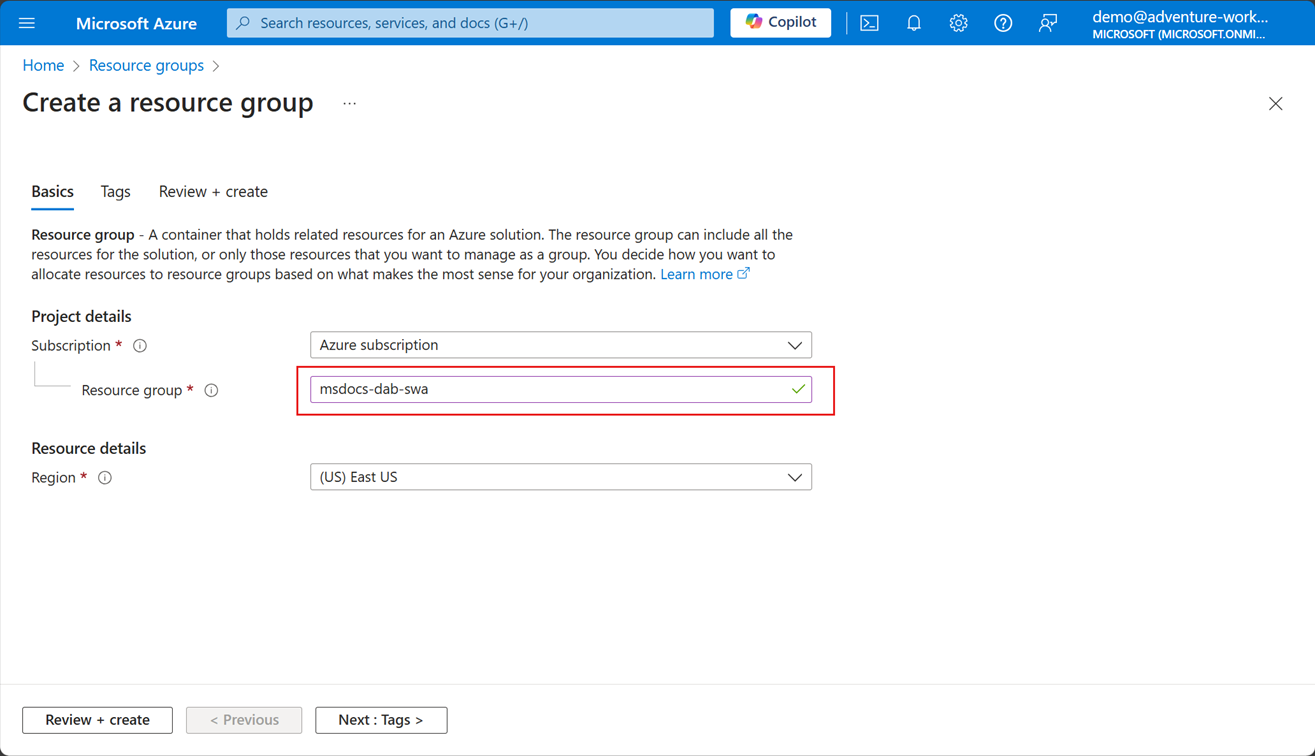 Microsoft Azure
Search resources, services, and docs (G+/)
Copilot
demo@adventure-work...
MICROSOFT (MICROSOFT.ONMI...
Home > Resource groups >
Create a resource group ...
Basics Tags Review + create
Resource group - A container that holds related resources for an Azure solution. The resource group can include all the
resources for the solution, or only those resources that you want to manage as a group. You decide how you want to
allocate resources to resource groups based on what makes the most sense for your organization. Learn more
Project details
Subscription * Azure subscription
Resource group * msdocs-dab-swa
Resource details
Region * (US) East US
Review + create < Previous Next : Tags >